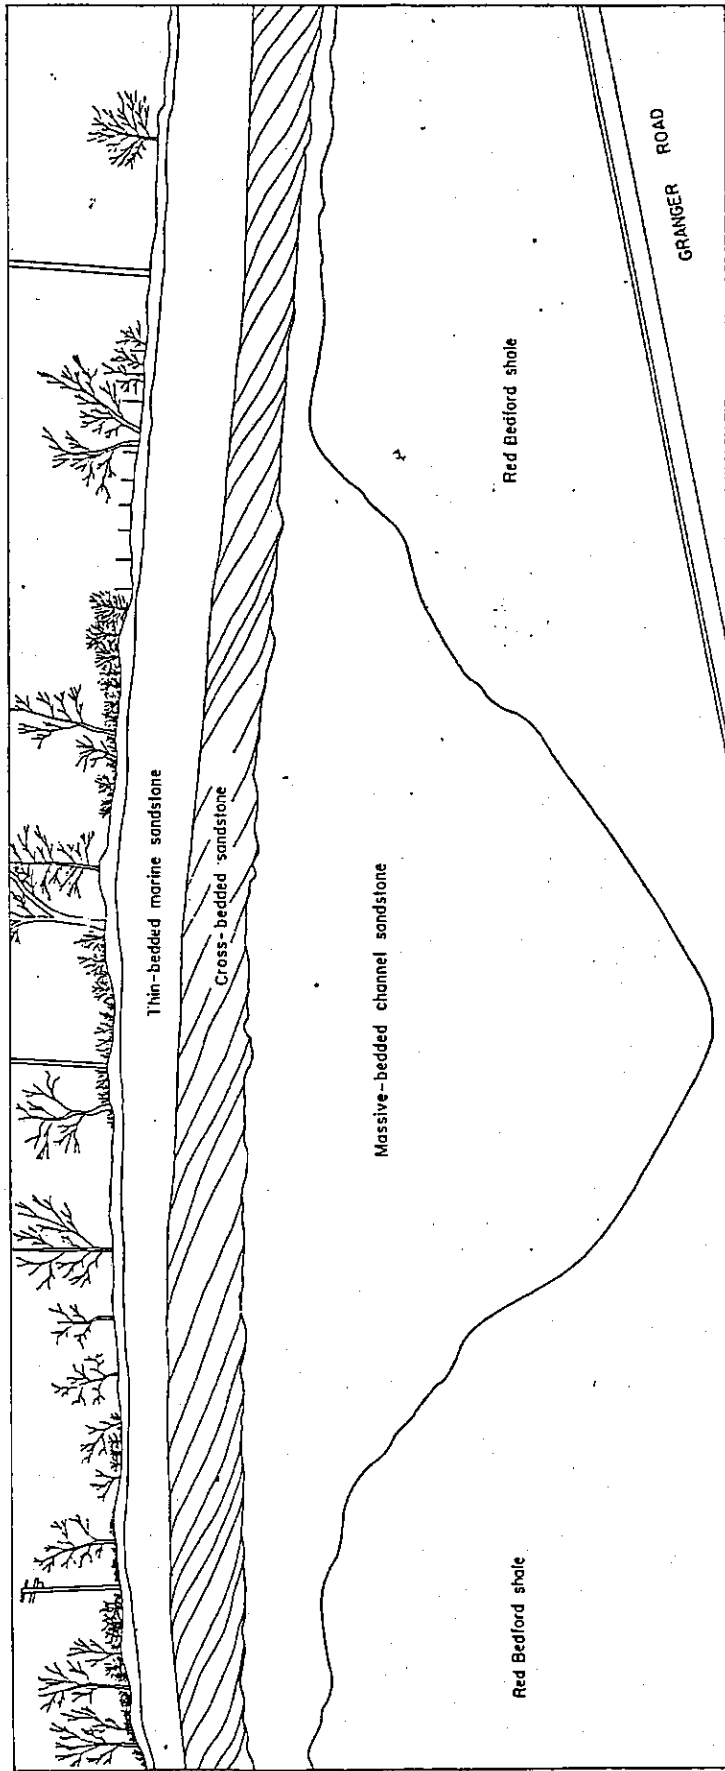 Thin-bedded marine sandstone
Cross-bedded sandstone
Massive-bedded channel sandstone
Red Bedford shale
Red Bedford shale
GRANGER ROAD